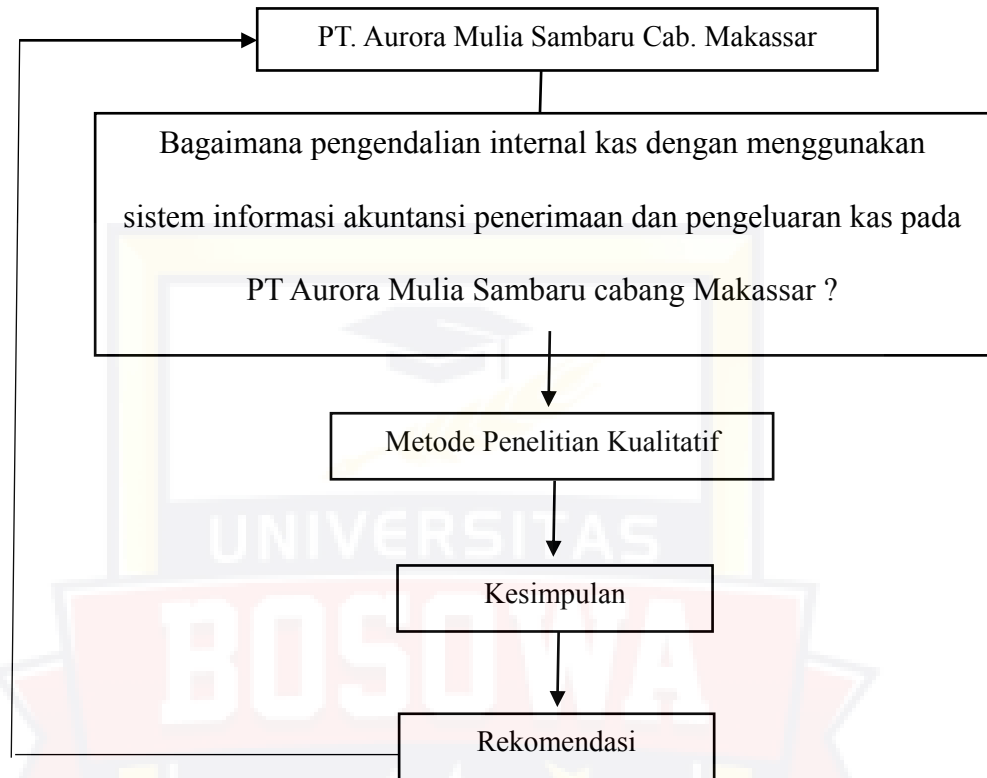 PT. Aurora Mulia Sambaru Cab. Makassar
Bagaimana pengendalian internal kas dengan menggunakan
sistem informasi akuntansi penerimaan dan pengeluaran kas pada
PT Aurora Mulia Sambaru cabang Makassar ?
Metode Penelitian Kualitatif
UNIVERSITAS
Kesimpulan
BOSOWA
Rekomendasi